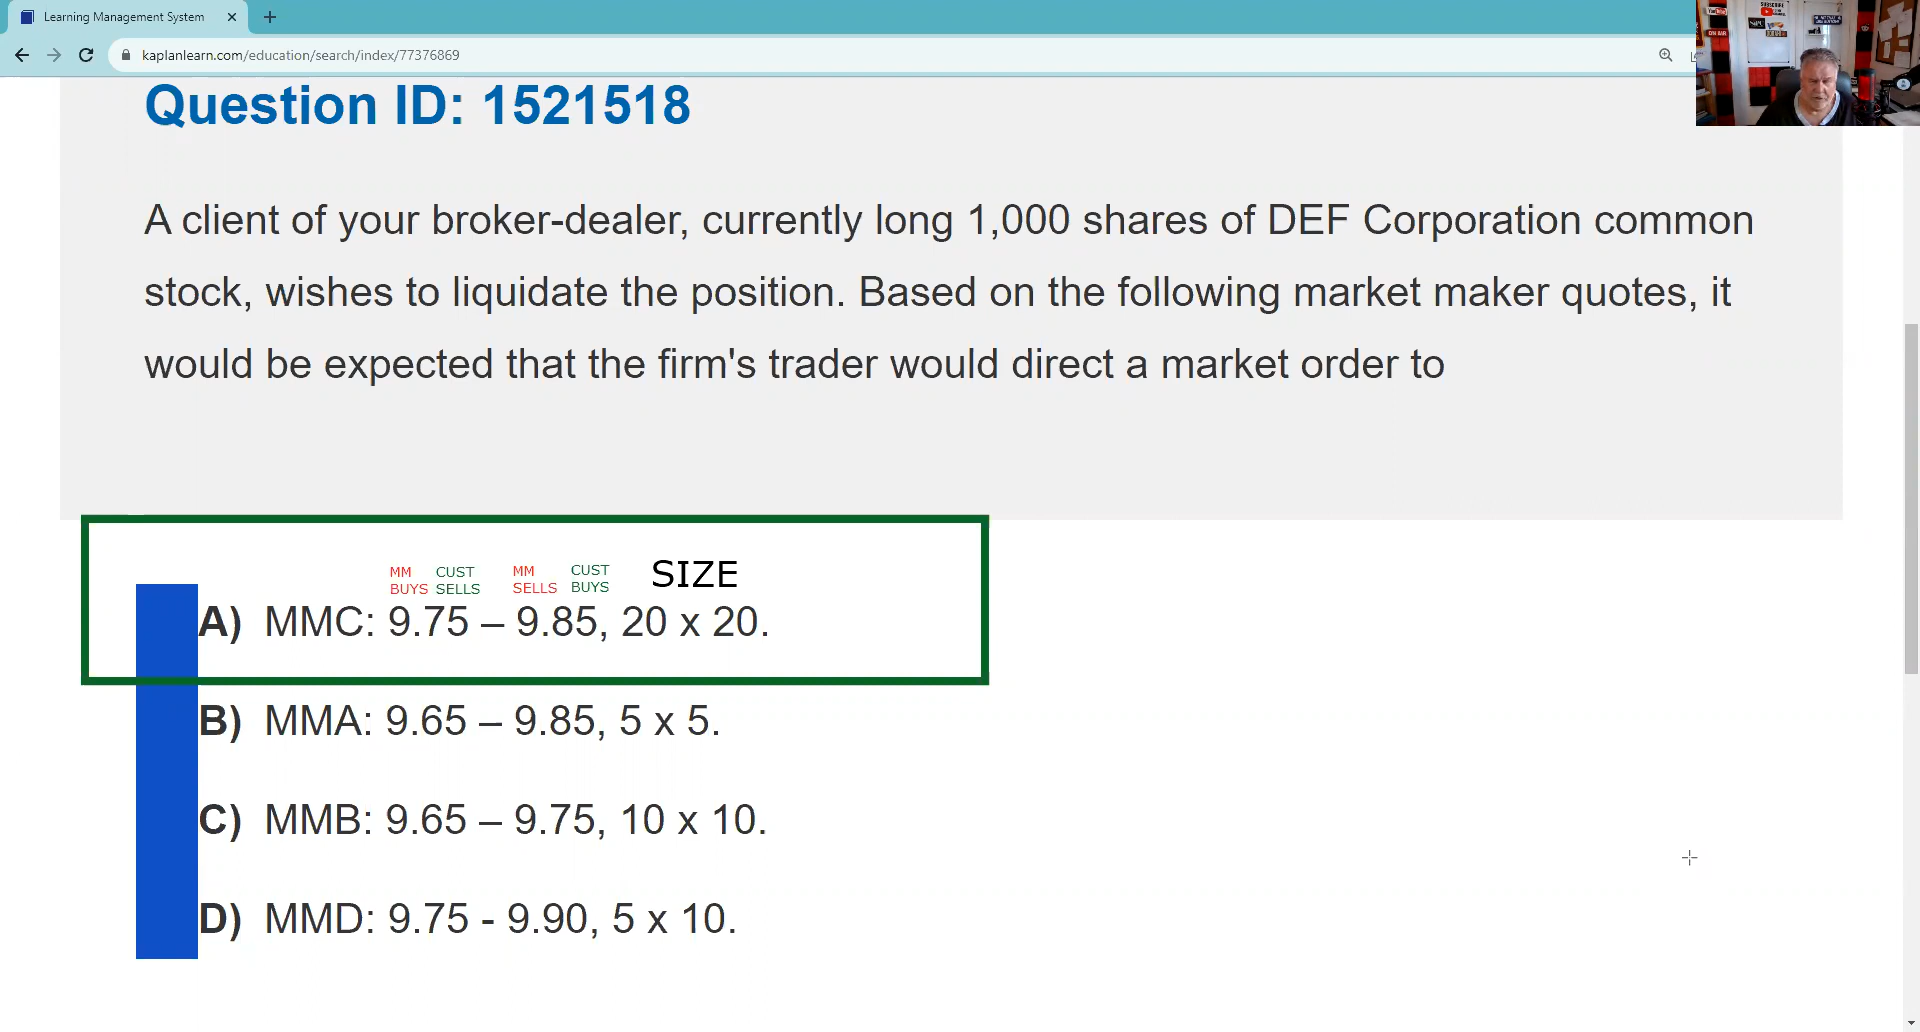 Learning Management System
kaplanlearn.com/education/search/index/77376869
SUBSCRIBE
ON AIR
Question ID: 1521518
A client of your broker-dealer, currently long 1,000 shares of DEF Corporation common
stock, wishes to liquidate the position. Based on the following market maker quotes, it
would be expected that the firm's trader would direct a market order to
MM BUYS CUST SELLS MM SELLS CUST BUYS SIZE
A) MMC: 9.75 – 9.85, 20 x 20.
B) MMA: 9.65 – 9.85, 5 x 5.
C) MMB: 9.65 – 9.75, 10 x 10.
D) MMD: 9.75 - 9.90, 5 x 10.